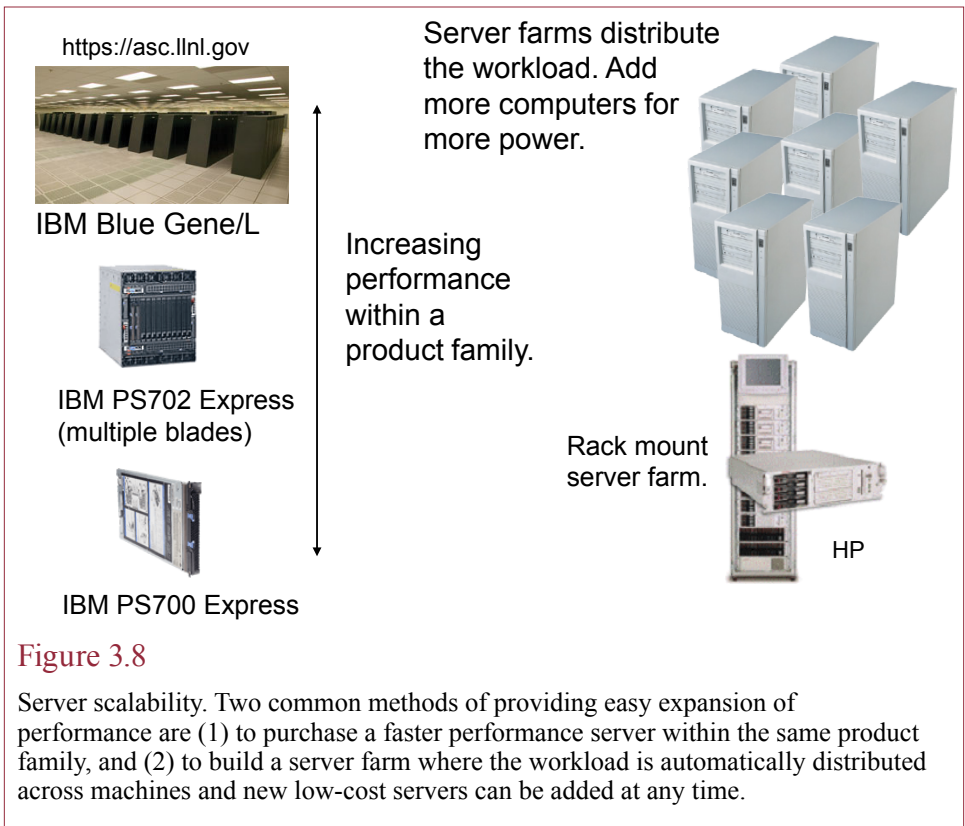 https://asc.llnl.gov
IBM Blue Gene/L
IBM PS702 Express
(multiple blades)
IBM PS700 Express
Increasing
performance
within a
product family.
Server farms distribute
the workload. Add
more computers for
more power.
Rack mount
server farm.
HP
Figure 3.8
Server scalability. Two common methods of providing easy expansion of
performance are (1) to purchase a faster performance server within the same product
family, and (2) to build a server farm where the workload is automatically distributed
across machines and new low-cost servers can be added at any time.